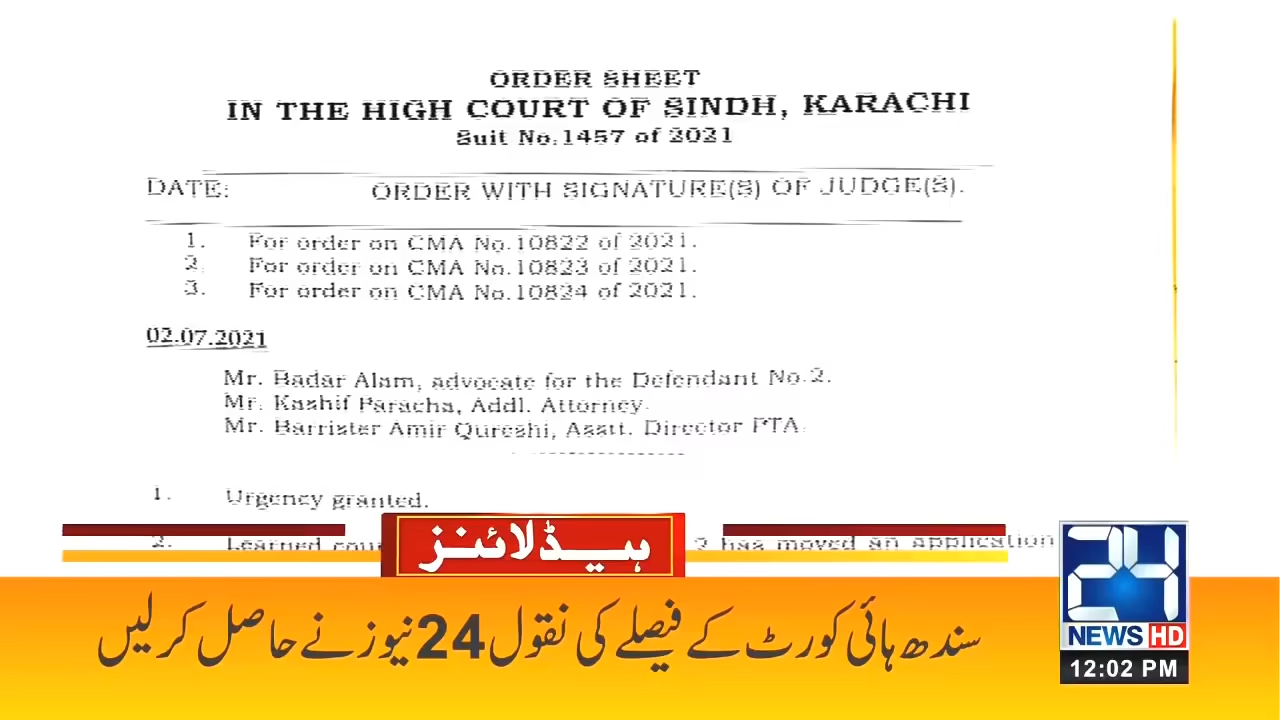 ORDER SHEET
IN THE HIGH COURT OF SINDH, KARACHI
Suit No.1457 of 2021
DATE: ORDER WITH SIGNATURE(S) OF JUDGE(S).
1. For order on CMA No.10822 of 2021.
2. For order on CMA No.10823 of 2021.
3. For order on CMA No.10824 of 2021.
02.07.2021
Mr. Badar Alam, advocate for the Defendant No.2.
Mr. Kashif Paracha, Addl. Attorney.
Mr. Barrister Amir Qureshi, Asstt. Director PTA.
1. Urgency granted.
2. Learned 2 has moved an application
ہیڈلائنز
سندھ ہائی کورٹ کے فیصلے کی نقول 24 نیوز نے حاصل کرلیں
24
NEWS HD
12:02 PM